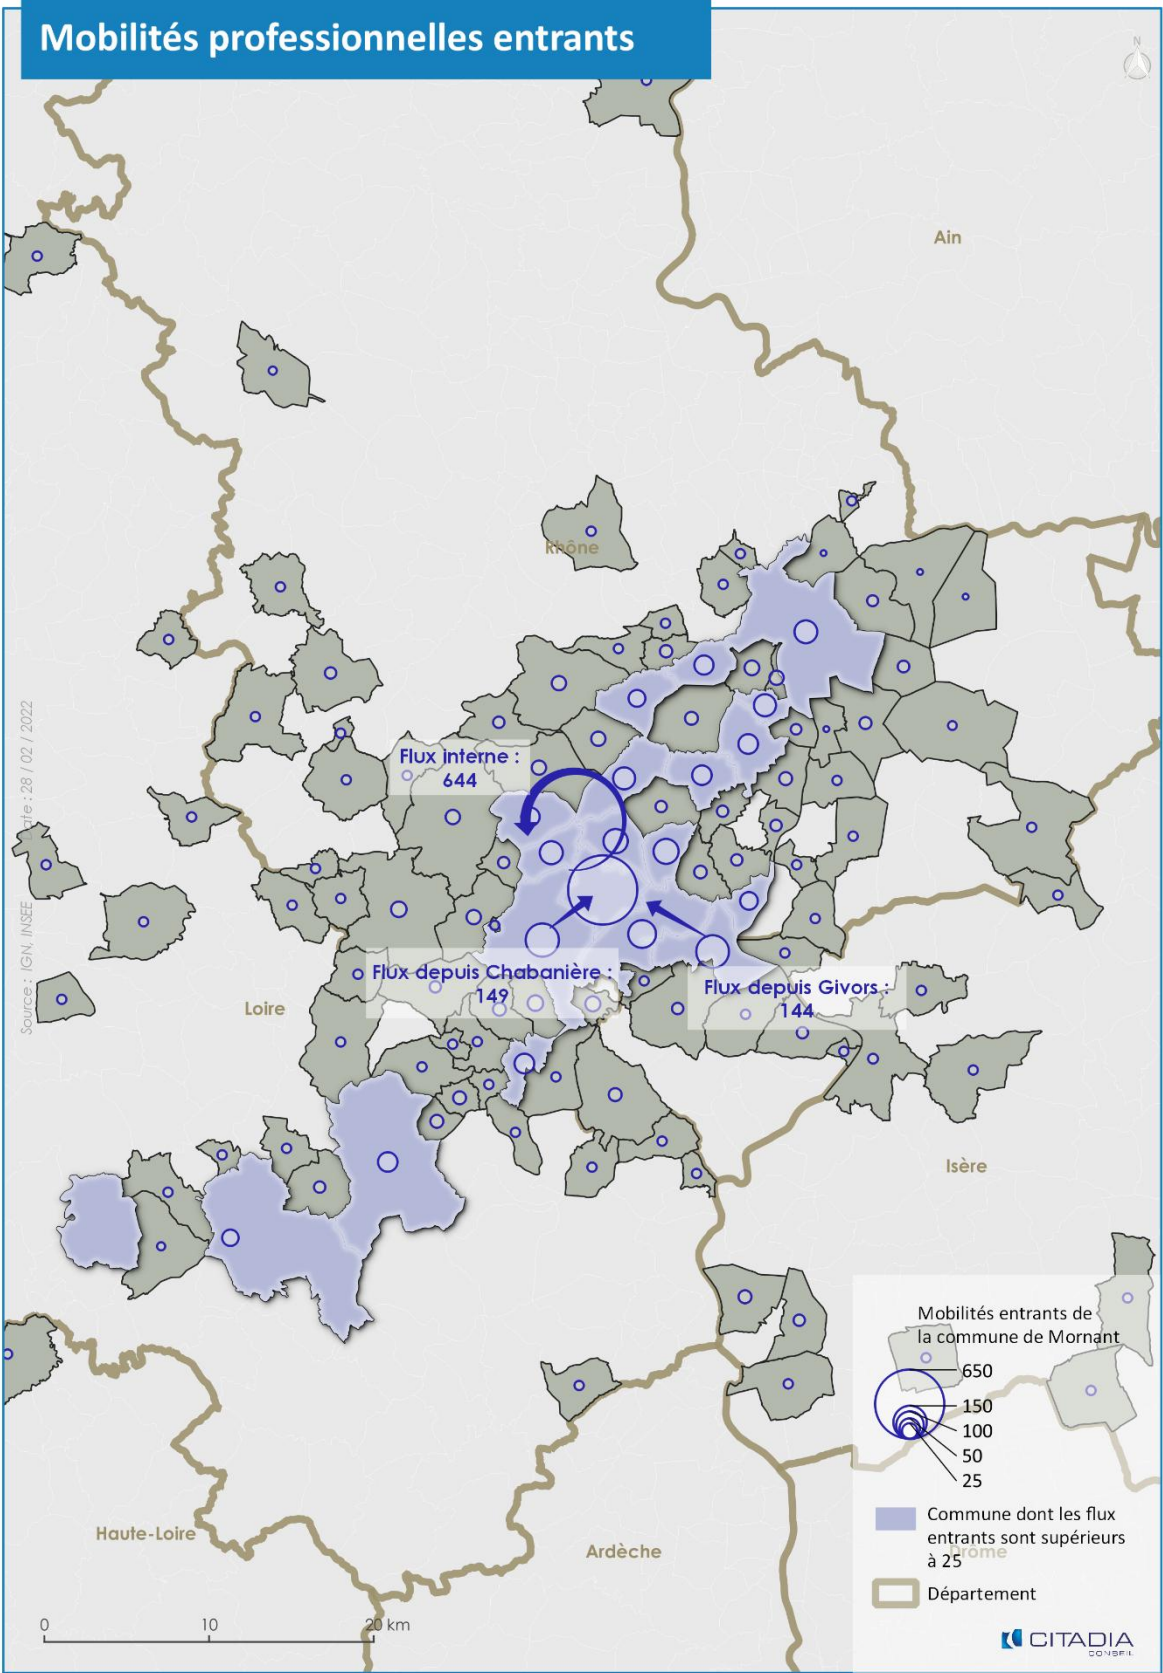 Mobilités professionnelles entrants
N
Ain
Rhône
Flux interne :
644
Date : 28 / 02 / 2022
Source : IGN, INSEE
Flux depuis Chabanière :
149
Flux depuis Givors :
144
Loire
Isère
Mobilités entrants de
la commune de Mornant
650
150
100
50
25
Commune dont les flux
entrants sont supérieurs
à 25
Drôme
Département
Haute-Loire
Ardèche
0 10 20 km
CITADIA
CONSEIL